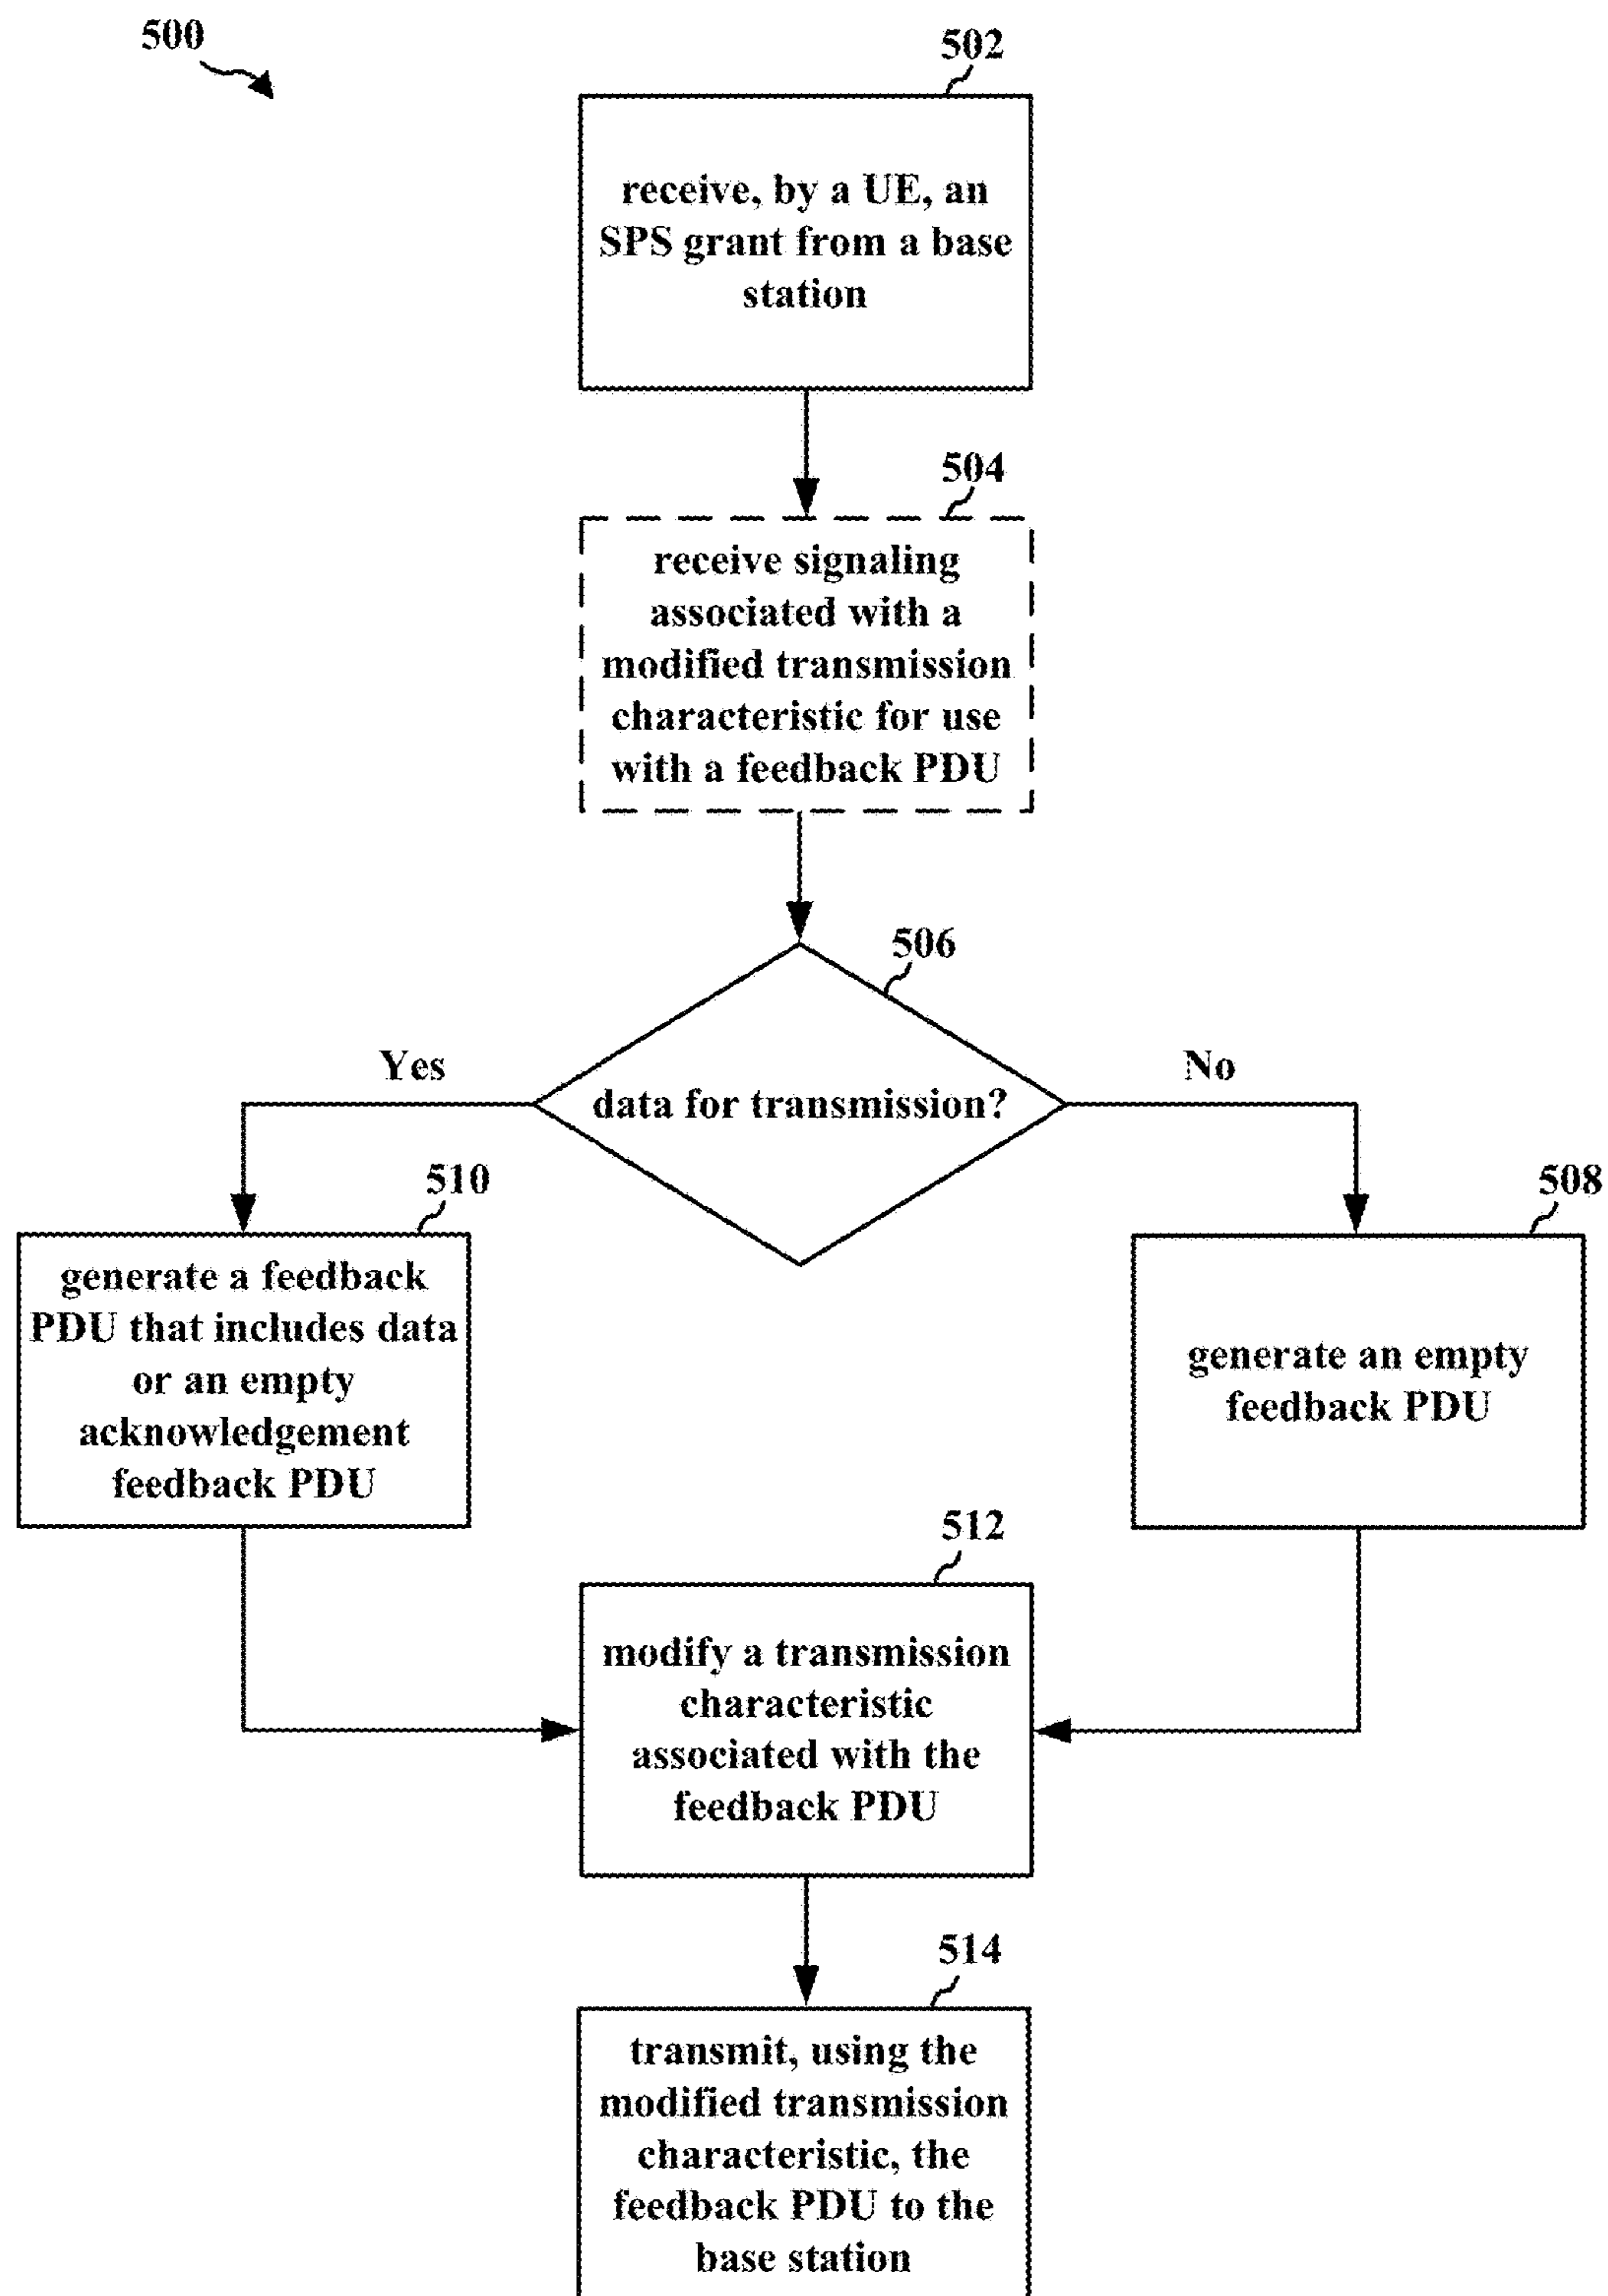 500
502
receive, by a UE, an
SPS grant from a base
station
504
receive signaling
associated with a
modified transmission
characteristic for use
with a feedback PDU
506
data for transmission?
Yes
No
510
generate a feedback
PDU that includes data
or an empty
acknowledgement
feedback PDU
508
generate an empty
feedback PDU
512
modify a transmission
characteristic
associated with the
feedback PDU
514
transmit, using the
modified transmission
characteristic, the
feedback PDU to the
base station